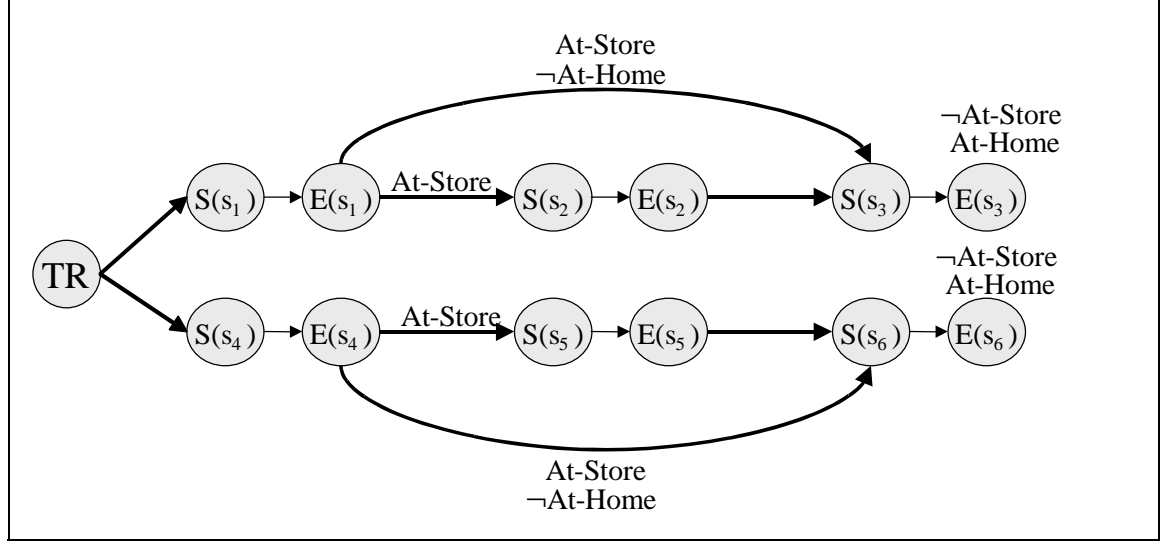 At-Store
¬At-Home
¬At-Store
At-Home
S(s₁) E(s₁) At-Store S(s₂) E(s₂) S(s₃) E(s₃)
TR
¬At-Store
At-Home
S(s₄) E(s₄) At-Store S(s₅) E(s₅) S(s₆) E(s₆)
At-Store
¬At-Home